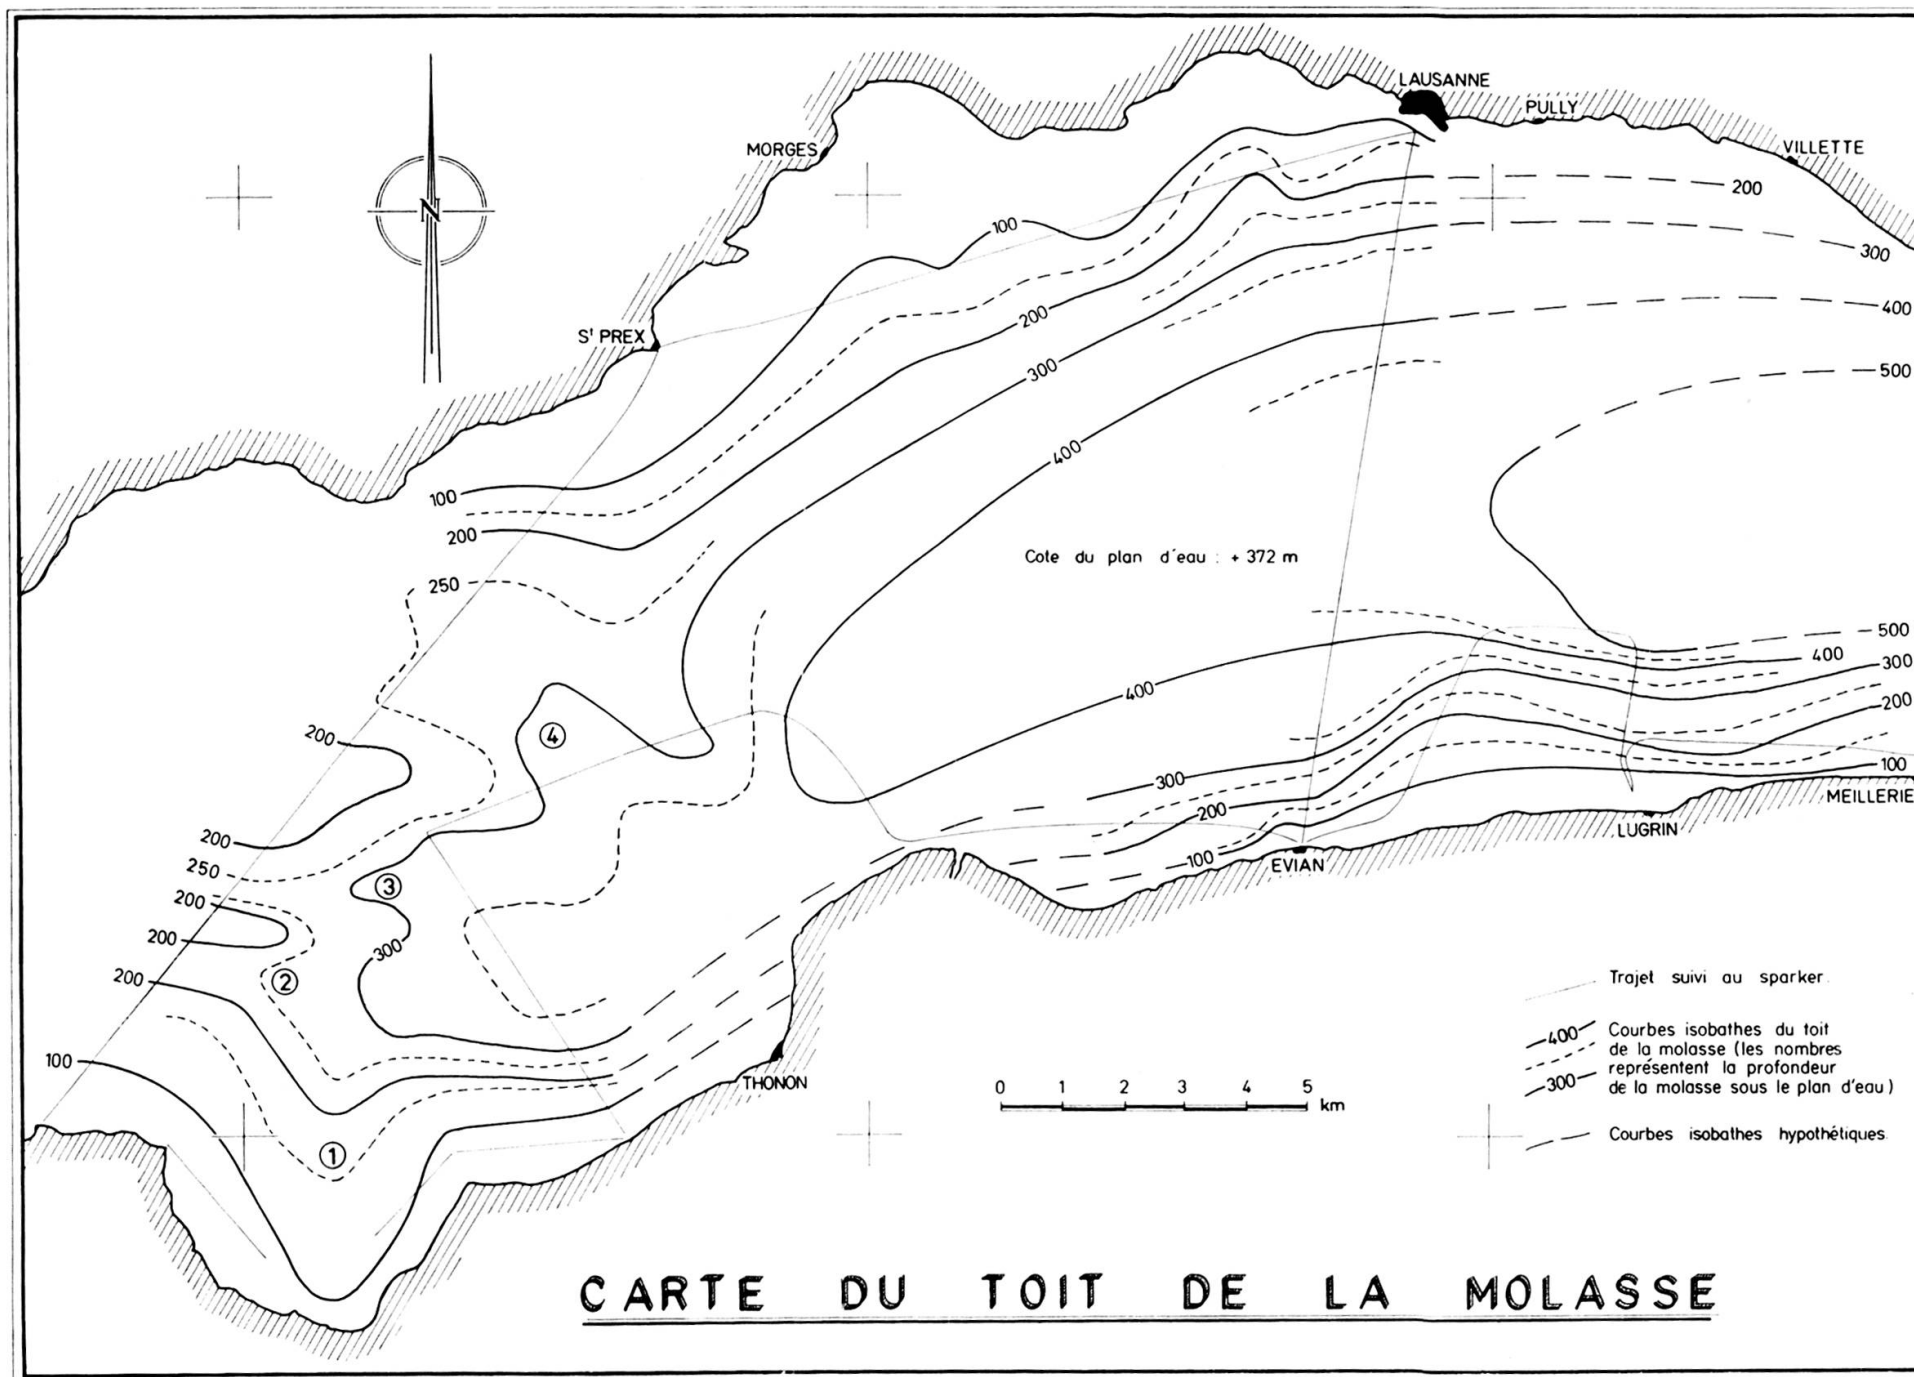 LAUSANNE
PULLY
VILLETTE
MORGES
N
200
100
300
St PREX
200
400
300
500
400
100
200
Cote du plan d'eau : + 372 m
250
500
400
300
400
200
4
200
300
100
200
MEILLERIE
200
LUGRIN
100
EVIAN
250
3
200
200
300
200
2
Trajet suivi au sparker.
400
Courbes isobathes du toit
de la molasse (les nombres
représentent la profondeur
300
de la molasse sous le plan d'eau)
100
THONON
0 1 2 3 4 5 km
Courbes isobathes hypothétiques.
1
CARTE DU TOIT DE LA MOLASSE